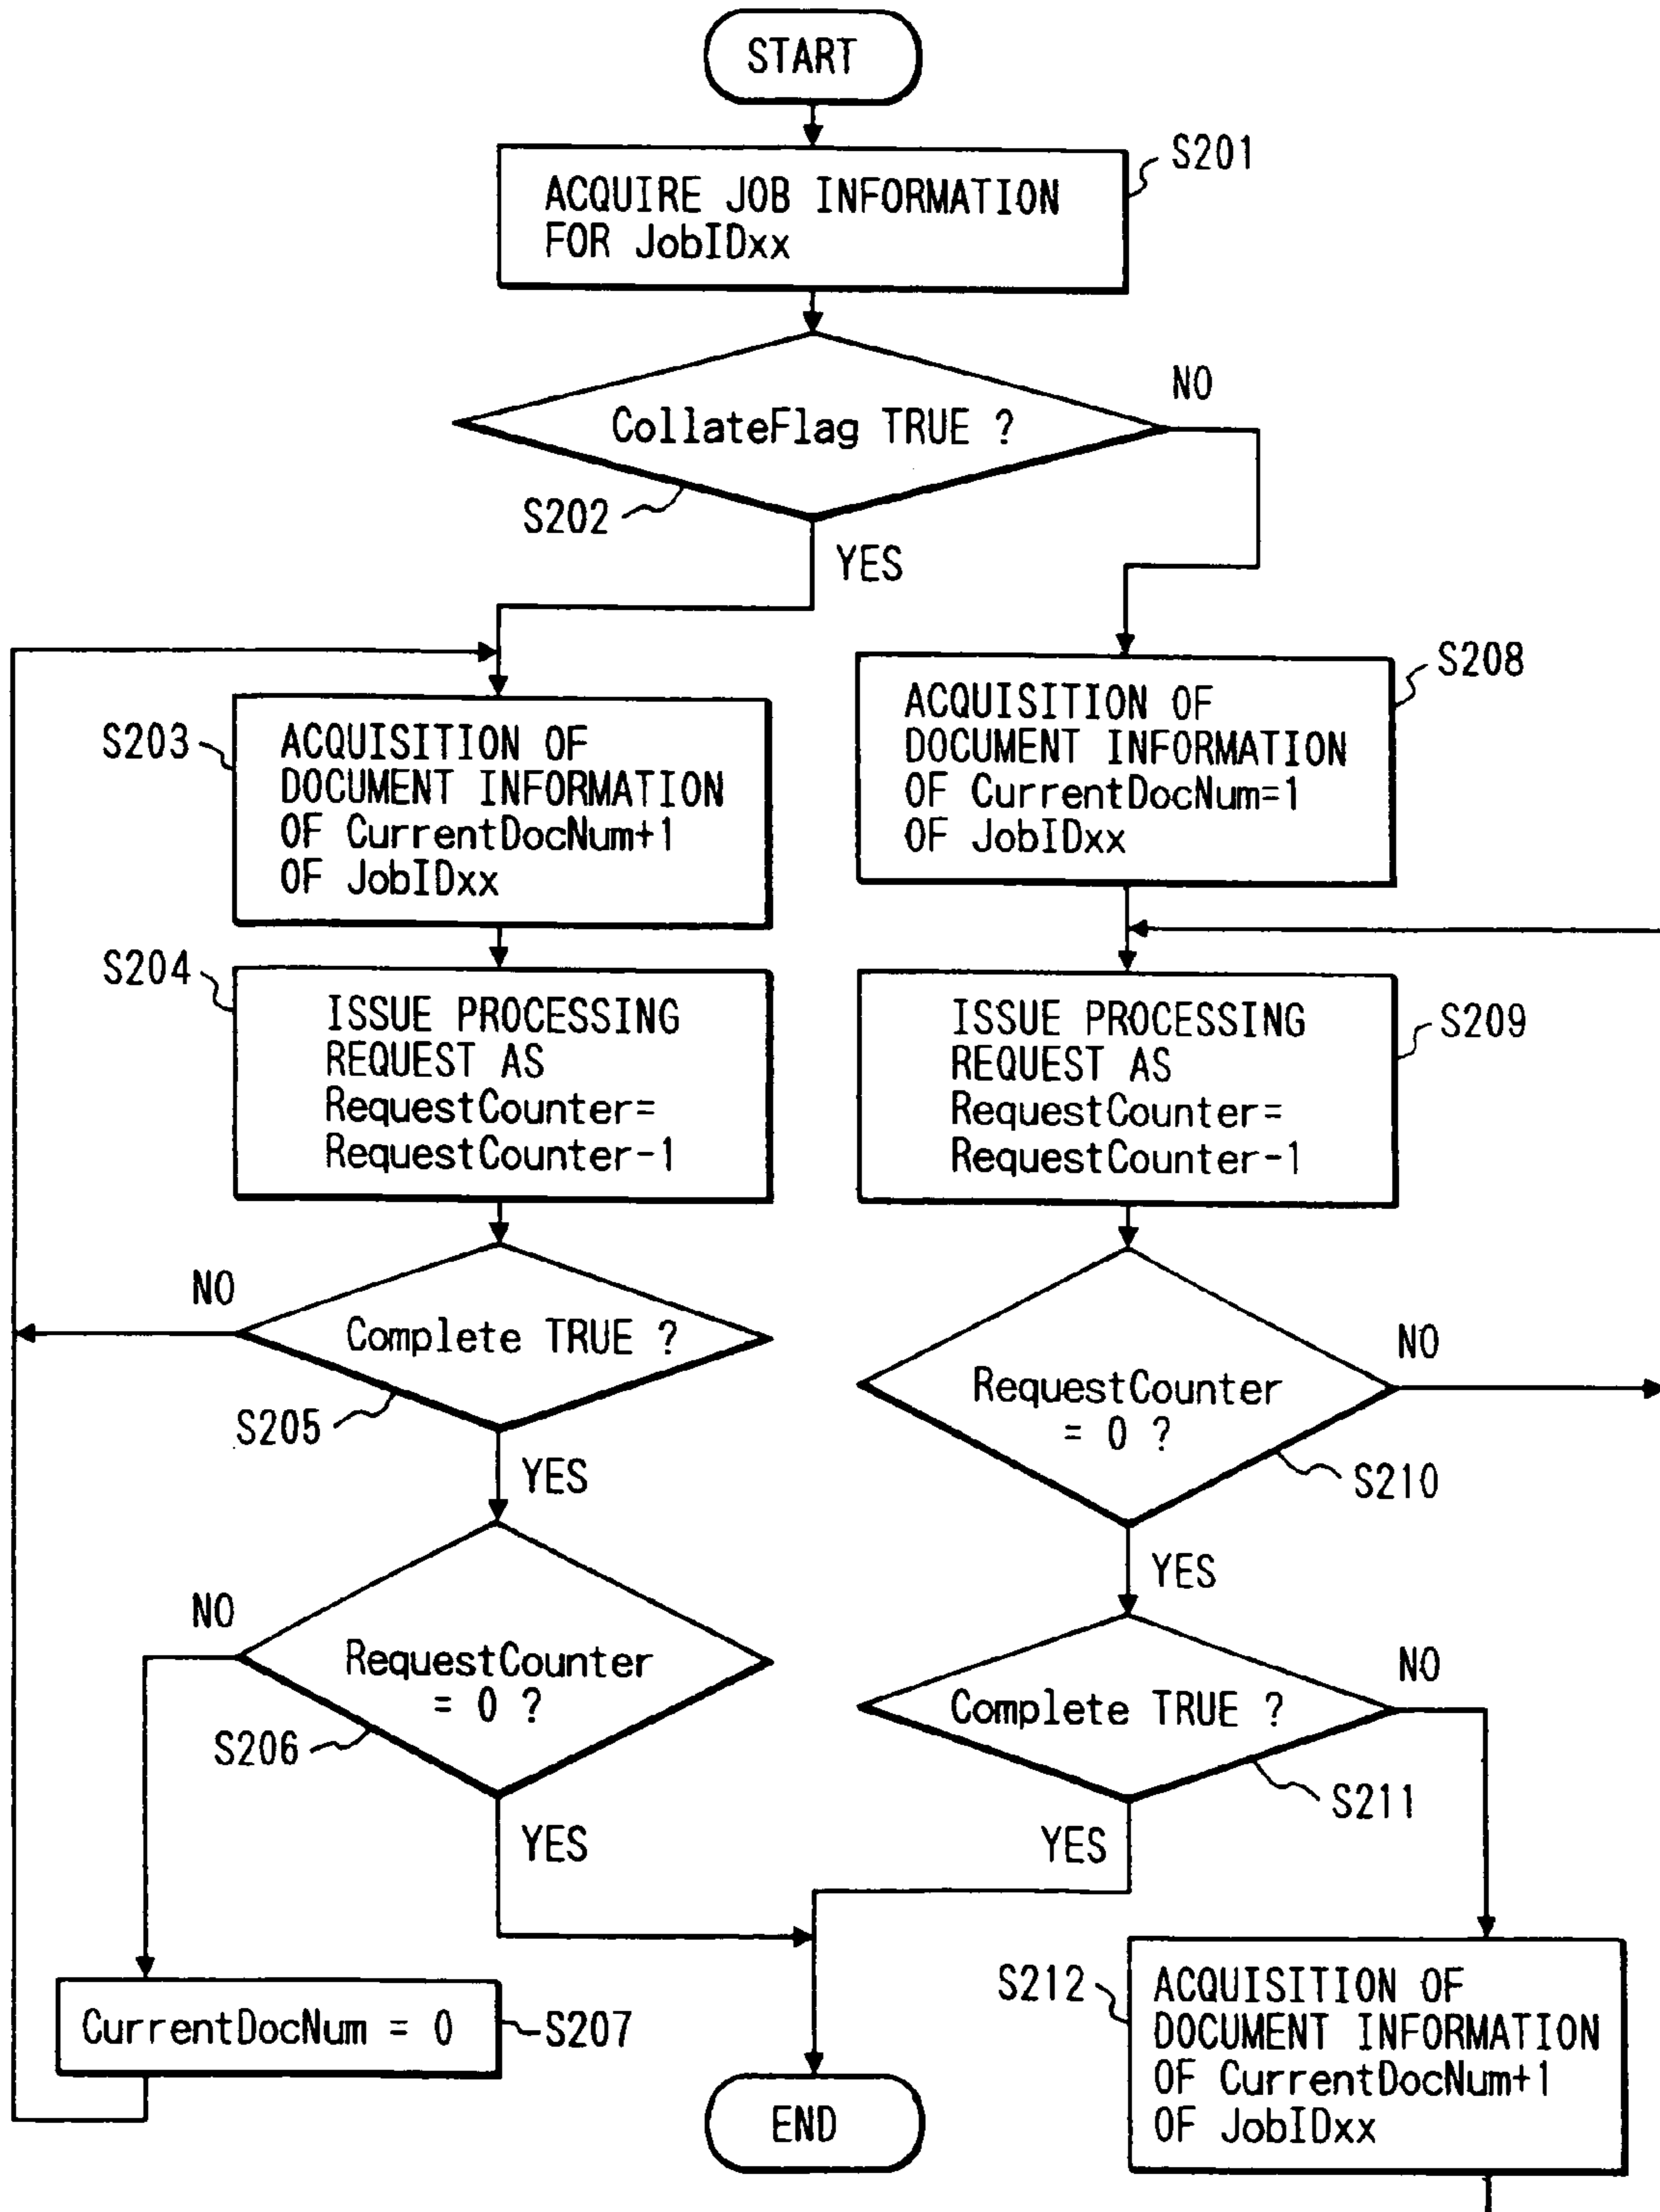 START
S201
ACQUIRE JOB INFORMATION
FOR JobIDxx
NO
CollateFlag TRUE ?
S202
YES
S203
ACQUISITION OF
DOCUMENT INFORMATION
OF CurrentDocNum+1
OF JobIDxx
S208
ACQUISITION OF
DOCUMENT INFORMATION
OF CurrentDocNum=1
OF JobIDxx
S204
ISSUE PROCESSING
REQUEST AS
RequestCounter=
RequestCounter-1
S209
ISSUE PROCESSING
REQUEST AS
RequestCounter=
RequestCounter-1
NO
Complete TRUE ?
S205
YES
NO
RequestCounter
= 0 ?
S210
YES
NO
RequestCounter
= 0 ?
S206
YES
NO
Complete TRUE ?
S211
YES
CurrentDocNum = 0
S207
S212
ACQUISITION OF
DOCUMENT INFORMATION
OF CurrentDocNum+1
OF JobIDxx
END